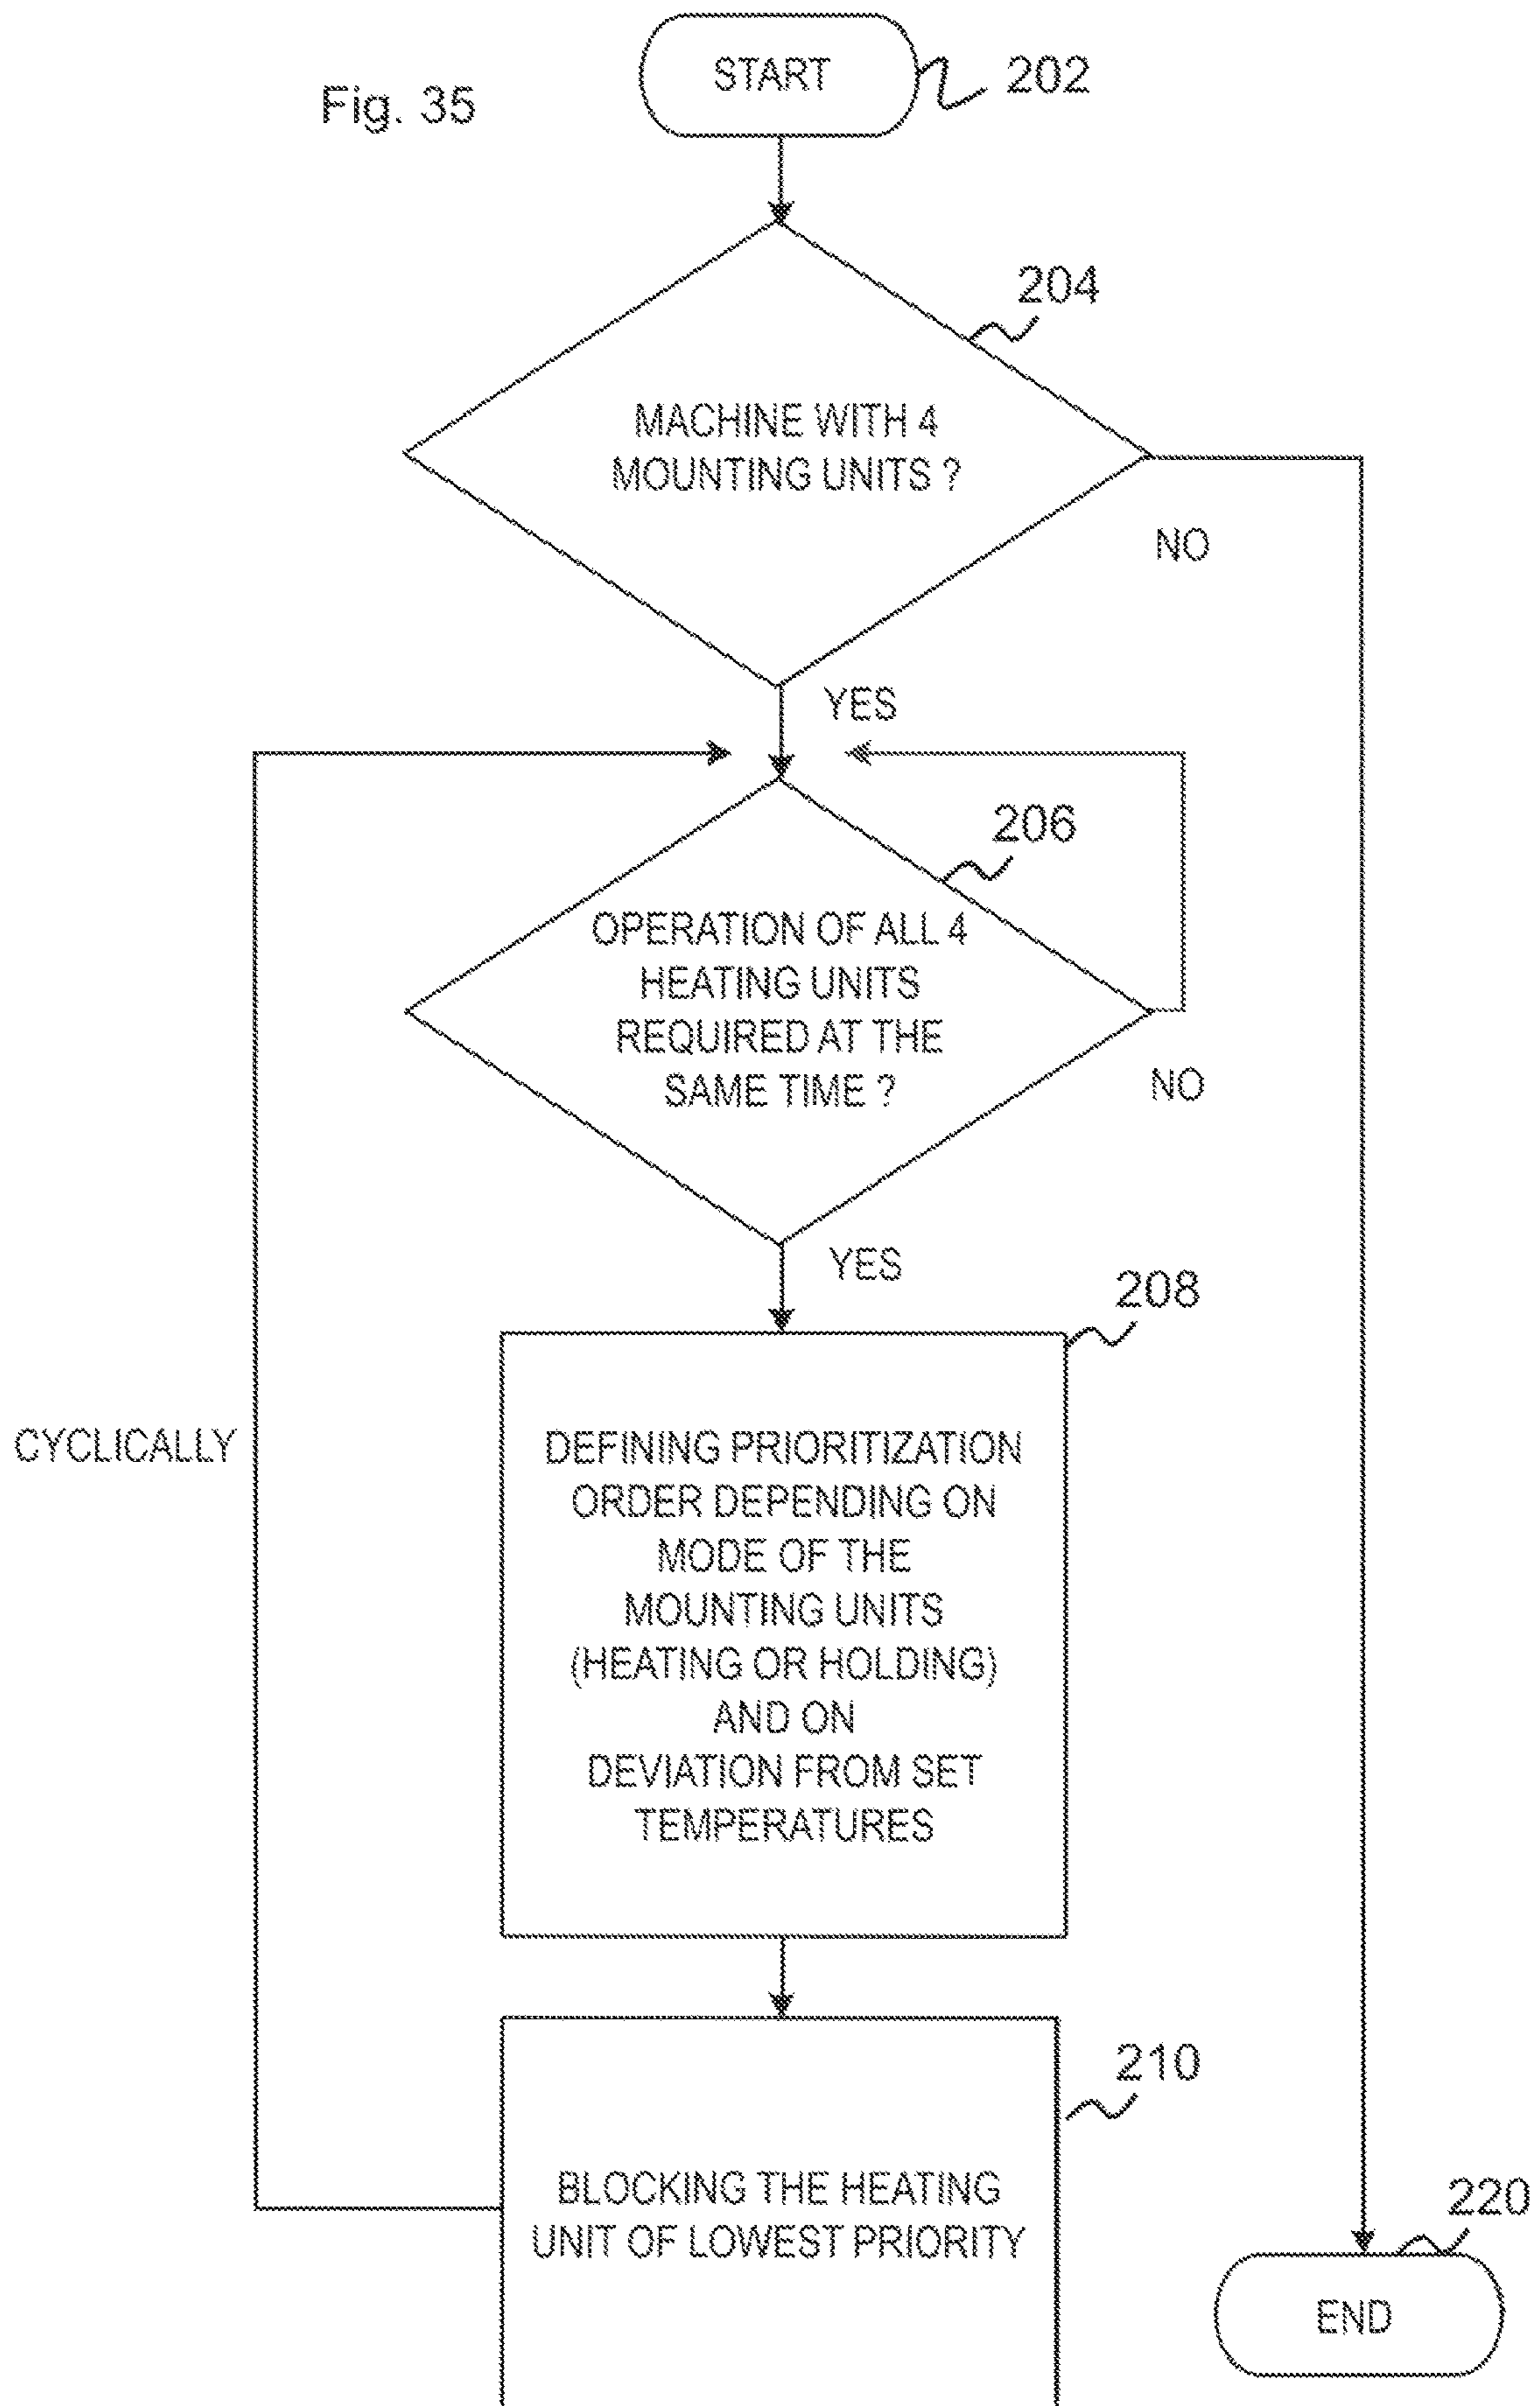 Fig. 35
START
202
204
MACHINE WITH 4
MOUNTING UNITS ?
NO
YES
206
OPERATION OF ALL 4
HEATING UNITS
REQUIRED AT THE
SAME TIME ?
NO
YES
208
CYCLICALLY
DEFINING PRIORITIZATION
ORDER DEPENDING ON
MODE OF THE
MOUNTING UNITS
(HEATING OR HOLDING)
AND ON
DEVIATION FROM SET
TEMPERATURES
210
BLOCKING THE HEATING
UNIT OF LOWEST PRIORITY
220
END